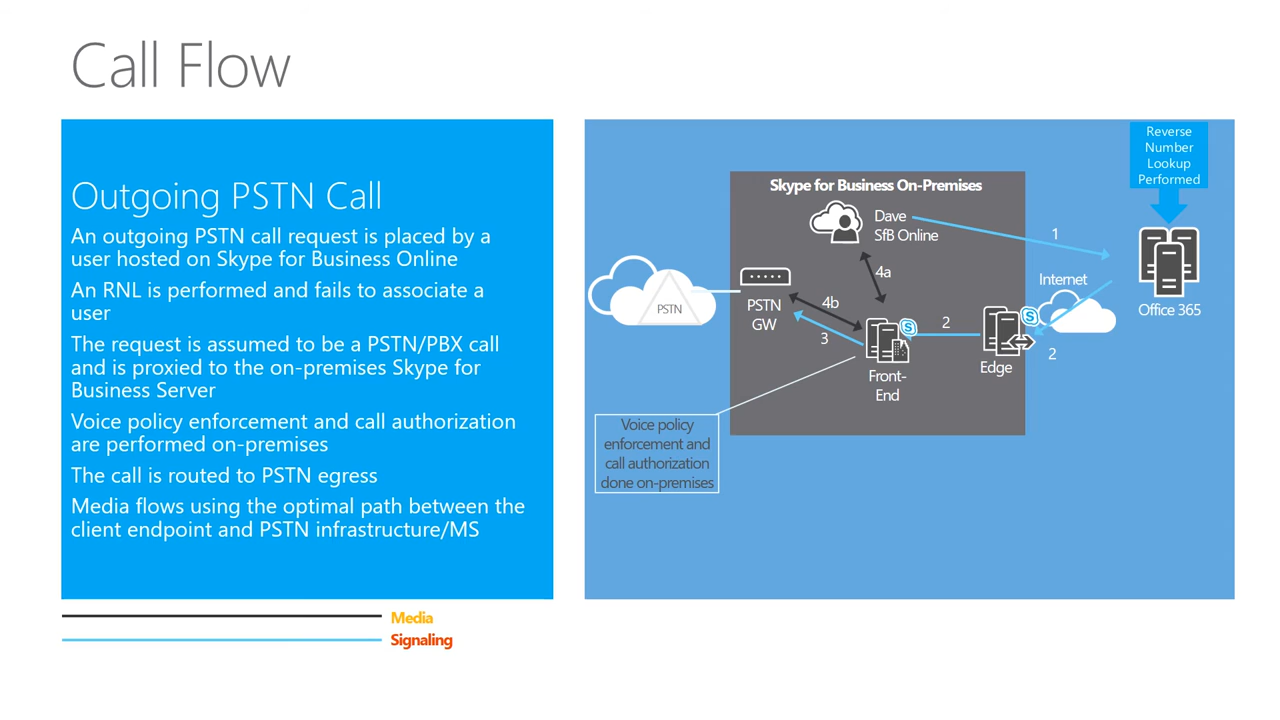 Call Flow
Outgoing PSTN Call
An outgoing PSTN call request is placed by a
user hosted on Skype for Business Online
An RNL is performed and fails to associate a
user
The request is assumed to be a PSTN/PBX call
and is proxied to the on-premises Skype for
Business Server
Voice policy enforcement and call authorization
are performed on-premises
The call is routed to PSTN egress
Media flows using the optimal path between the
client endpoint and PSTN infrastructure/MS
Media
Signaling
Reverse
Number
Lookup
Performed
Skype for Business On-Premises
Dave
SfB Online
1
4a
Internet
Office 365
PSTN
PSTN
GW
4b
3
2
S
S
2
Edge
Front-
End
Voice policy
enforcement and
call authorization
done on-premises